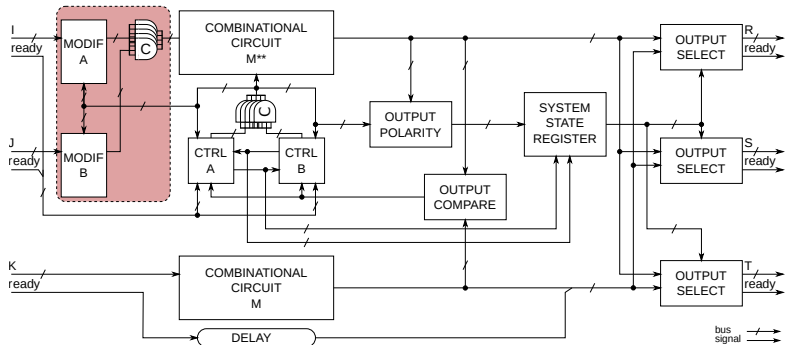 I
ready
MODIF
A
C
COMBINATIONAL
CIRCUIT
M**
OUTPUT
SELECT
R
ready
C
OUTPUT
POLARITY
SYSTEM
STATE
REGISTER
J
ready
MODIF
B
CTRL
A
CTRL
B
OUTPUT
SELECT
S
ready
OUTPUT
COMPARE
K
ready
COMBINATIONAL
CIRCUIT
M
OUTPUT
SELECT
T
ready
DELAY
bus
signal